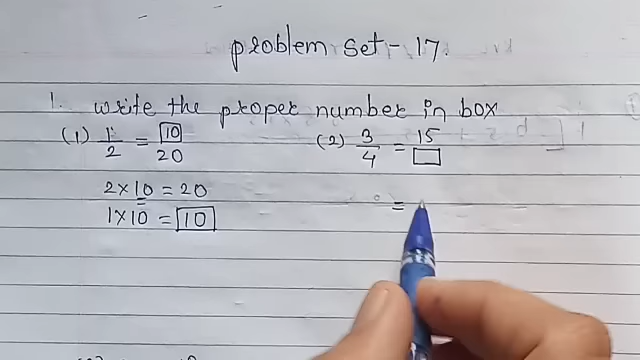 problem set - 17.
1. write the proper number in box
(1) 1/2 = 10/20 (2) 3/4 = 15/□
2 × 10 = 20 =
1 × 10 = 10